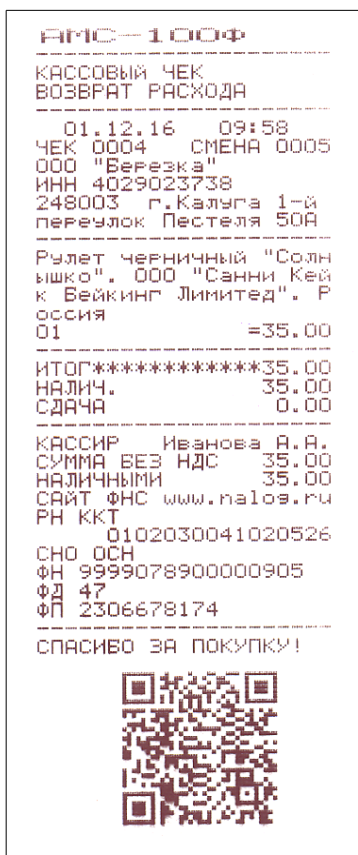 АМС-100Ф
КАССОВЫЙ ЧЕК
ВОЗВРАТ РАСХОДА
01.12.16 09:58
ЧЕК 0004 СМЕНА 0005
ООО "Березка"
ИНН 4029023738
248003 г.Калуга 1-й
переулок Пестеля 50А
Рулет черничный "Солн
ышко". ООО "Санни Кей
к Бейкинг Лимитед". Р
оссия
01 =35.00
ИТОГ************35.00
НАЛИЧ. 35.00
СДАЧА 0.00
КАССИР Иванова А.А.
СУММА БЕЗ НДС 35.00
НАЛИЧНЫМИ 35.00
САЙТ ФНС www.nalog.ru
РН ККТ
0102030041020526
СНО ОСН
ФН 9999078900000905
ФД 47
ФП 2306678174
СПАСИБО ЗА ПОКУПКУ!